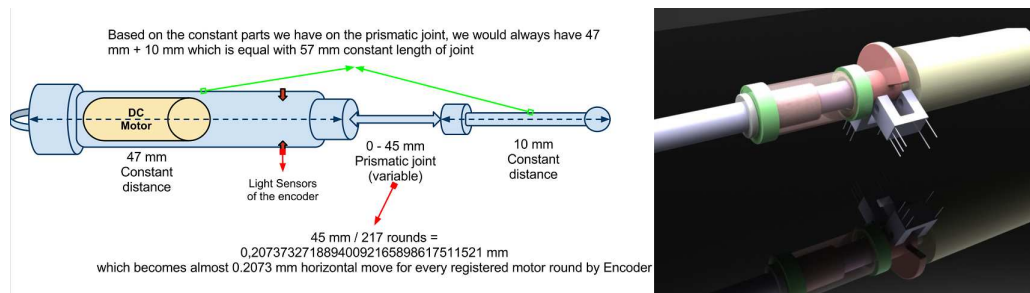 Based on the constant parts we have on the prismatic joint, we would always have 47
mm + 10 mm which is equal with 57 mm constant length of joint
DC
Motor
47 mm
Constant
distance
Light Sensors
of the encoder
0 - 45 mm
Prismatic joint
(variable)
10 mm
Constant
distance
45 mm / 217 rounds =
0,20737327188940092165898617511521 mm
which becomes almost 0.2073 mm horizontal move for every registered motor round by Encoder